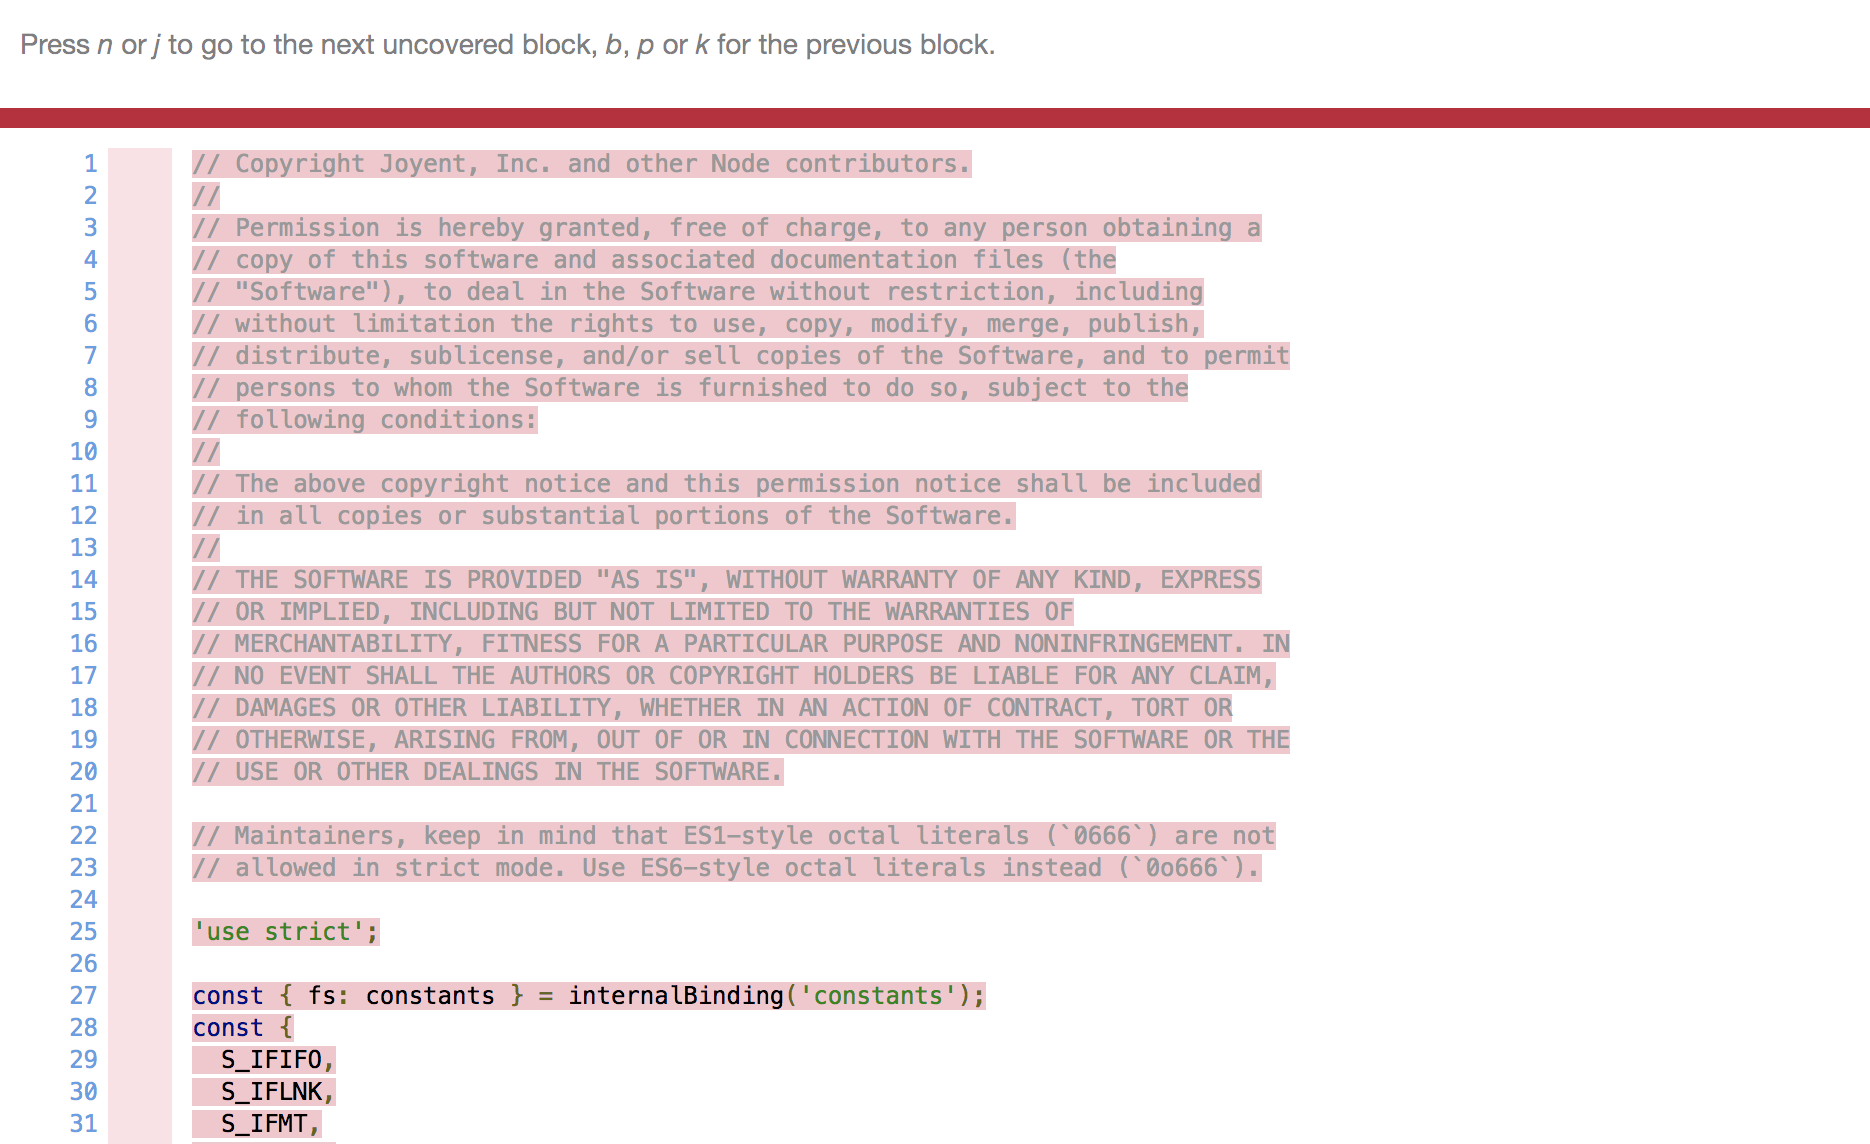 Press n or j to go to the next uncovered block, b, p or k for the previous block.
1 // Copyright Joyent, Inc. and other Node contributors.
2 //
3 // Permission is hereby granted, free of charge, to any person obtaining a
4 // copy of this software and associated documentation files (the
5 // "Software"), to deal in the Software without restriction, including
6 // without limitation the rights to use, copy, modify, merge, publish,
7 // distribute, sublicense, and/or sell copies of the Software, and to permit
8 // persons to whom the Software is furnished to do so, subject to the
9 // following conditions:
10 //
11 // The above copyright notice and this permission notice shall be included
12 // in all copies or substantial portions of the Software.
13 //
14 // THE SOFTWARE IS PROVIDED "AS IS", WITHOUT WARRANTY OF ANY KIND, EXPRESS
15 // OR IMPLIED, INCLUDING BUT NOT LIMITED TO THE WARRANTIES OF
16 // MERCHANTABILITY, FITNESS FOR A PARTICULAR PURPOSE AND NONINFRINGEMENT. IN
17 // NO EVENT SHALL THE AUTHORS OR COPYRIGHT HOLDERS BE LIABLE FOR ANY CLAIM,
18 // DAMAGES OR OTHER LIABILITY, WHETHER IN AN ACTION OF CONTRACT, TORT OR
19 // OTHERWISE, ARISING FROM, OUT OF OR IN CONNECTION WITH THE SOFTWARE OR THE
20 // USE OR OTHER DEALINGS IN THE SOFTWARE.
21
22 // Maintainers, keep in mind that ES1-style octal literals (`0666`) are not
23 // allowed in strict mode. Use ES6-style octal literals instead (`0o666`).
24
25 'use strict';
26
27 const { fs: constants } = internalBinding('constants');
28 const {
29   S_IFIFO,
30   S_IFLNK,
31   S_IFMT,